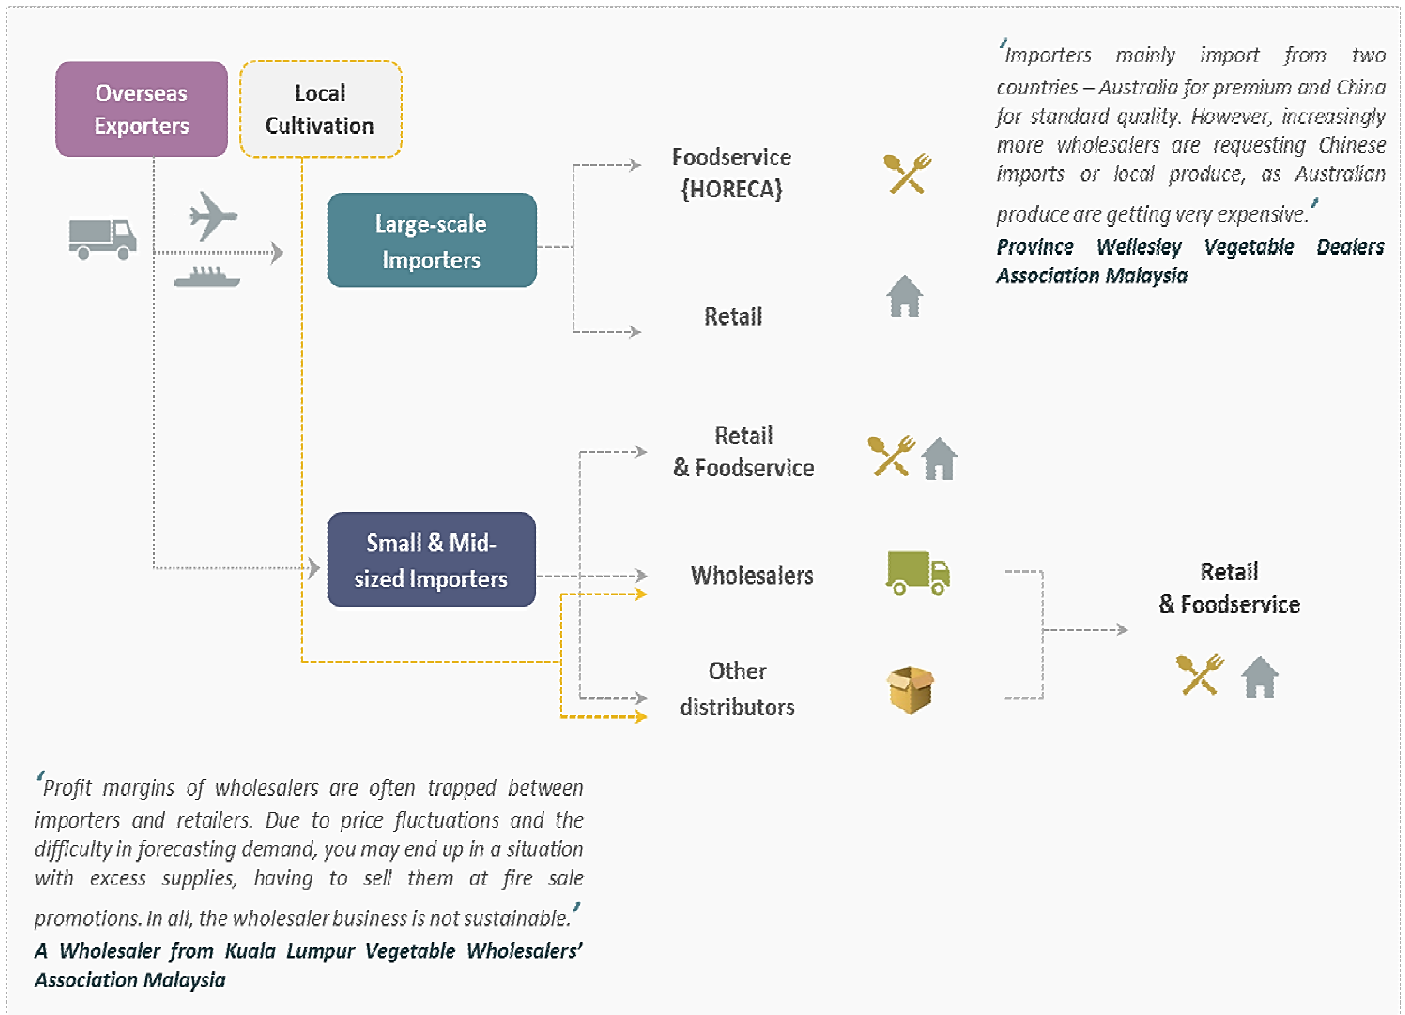 Overseas
Exporters
Local
Cultivation
Large-scale
Importers
Foodservice
{HORECA}
Retail
‘Importers mainly import from two
countries – Australia for premium and China
for standard quality. However, increasingly
more wholesalers are requesting Chinese
imports or local produce, as Australian
produce are getting very expensive.’
Province Wellesley Vegetable Dealers
Association Malaysia
Retail
& Foodservice
Small & Mid-
sized Importers
Wholesalers
Other
distributors
Retail
& Foodservice
‘Profit margins of wholesalers are often trapped between
importers and retailers. Due to price fluctuations and the
difficulty in forecasting demand, you may end up in a situation
with excess supplies, having to sell them at fire sale
promotions. In all, the wholesaler business is not sustainable.’
A Wholesaler from Kuala Lumpur Vegetable Wholesalers’
Association Malaysia